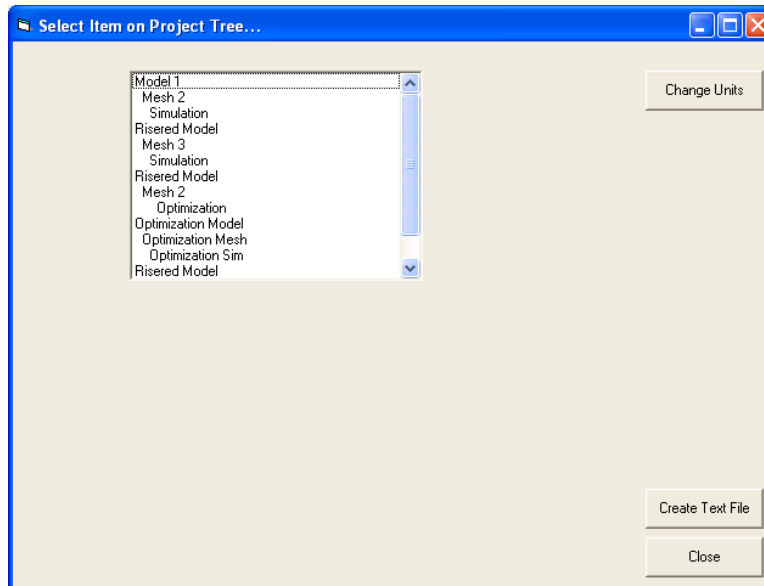 Select Item on Project Tree...
Model 1
Mesh 2
Simulation
Risered Model
Mesh 3
Simulation
Risered Model
Mesh 2
Optimization
Optimization Model
Optimization Mesh
Optimization Sim
Risered Model
Change Units
Create Text File
Close